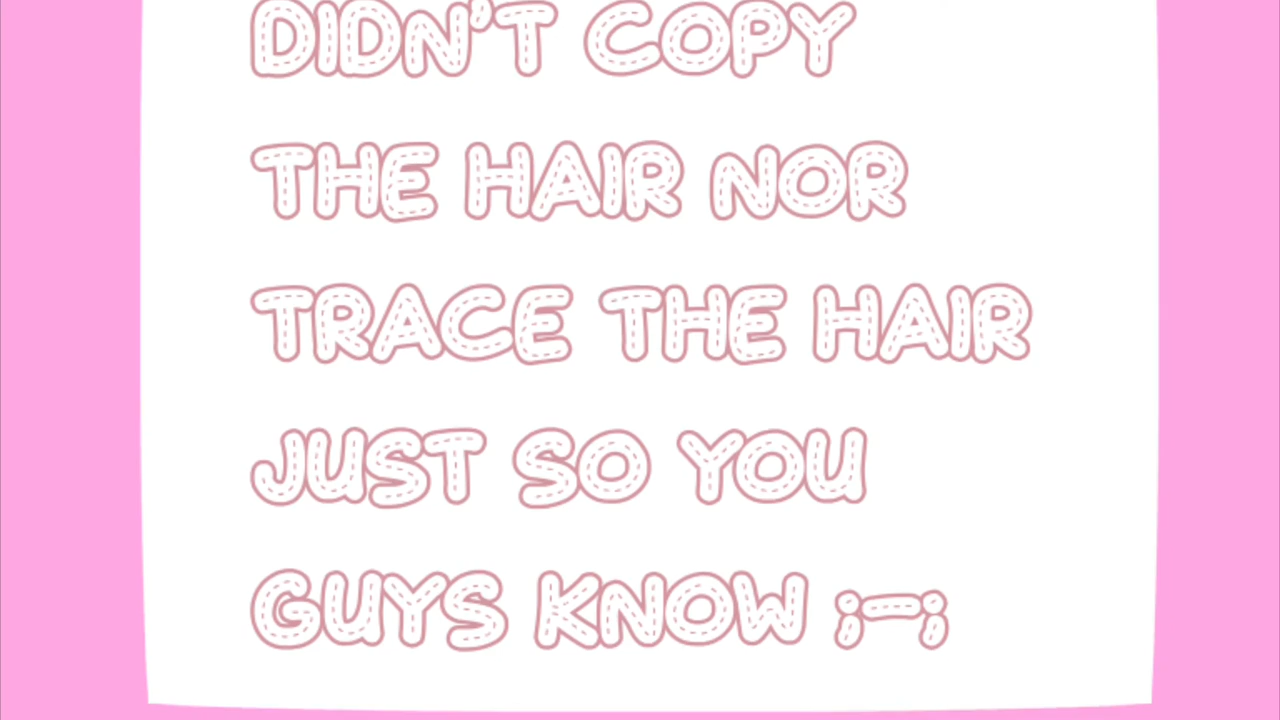 DIDN'T COPY
THE HAIR NOR
TRACE THE HAIR
JUST SO YOU
GUYS KNOW ;-;